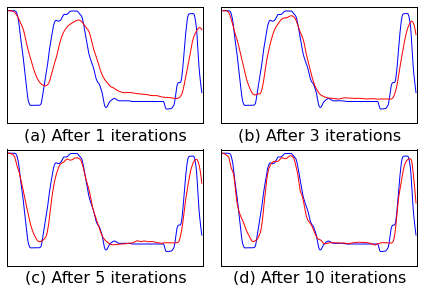 (a) After 1 iterations
(b) After 3 iterations
(c) After 5 iterations
(d) After 10 iterations